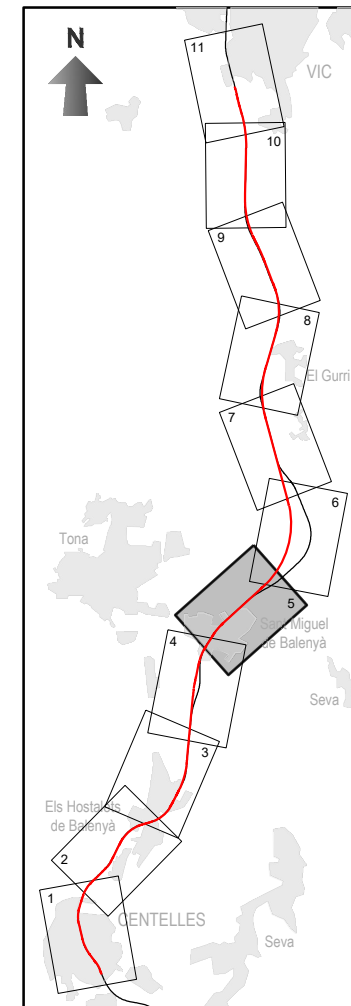 N
11
VIC
10
9
8
El Gurri
7
6
Tona
5
Sant Miguel
de Balenyà
4
Seva
3
Els Hostalets
de Balenyà
2
1
CENTELLES
Seva